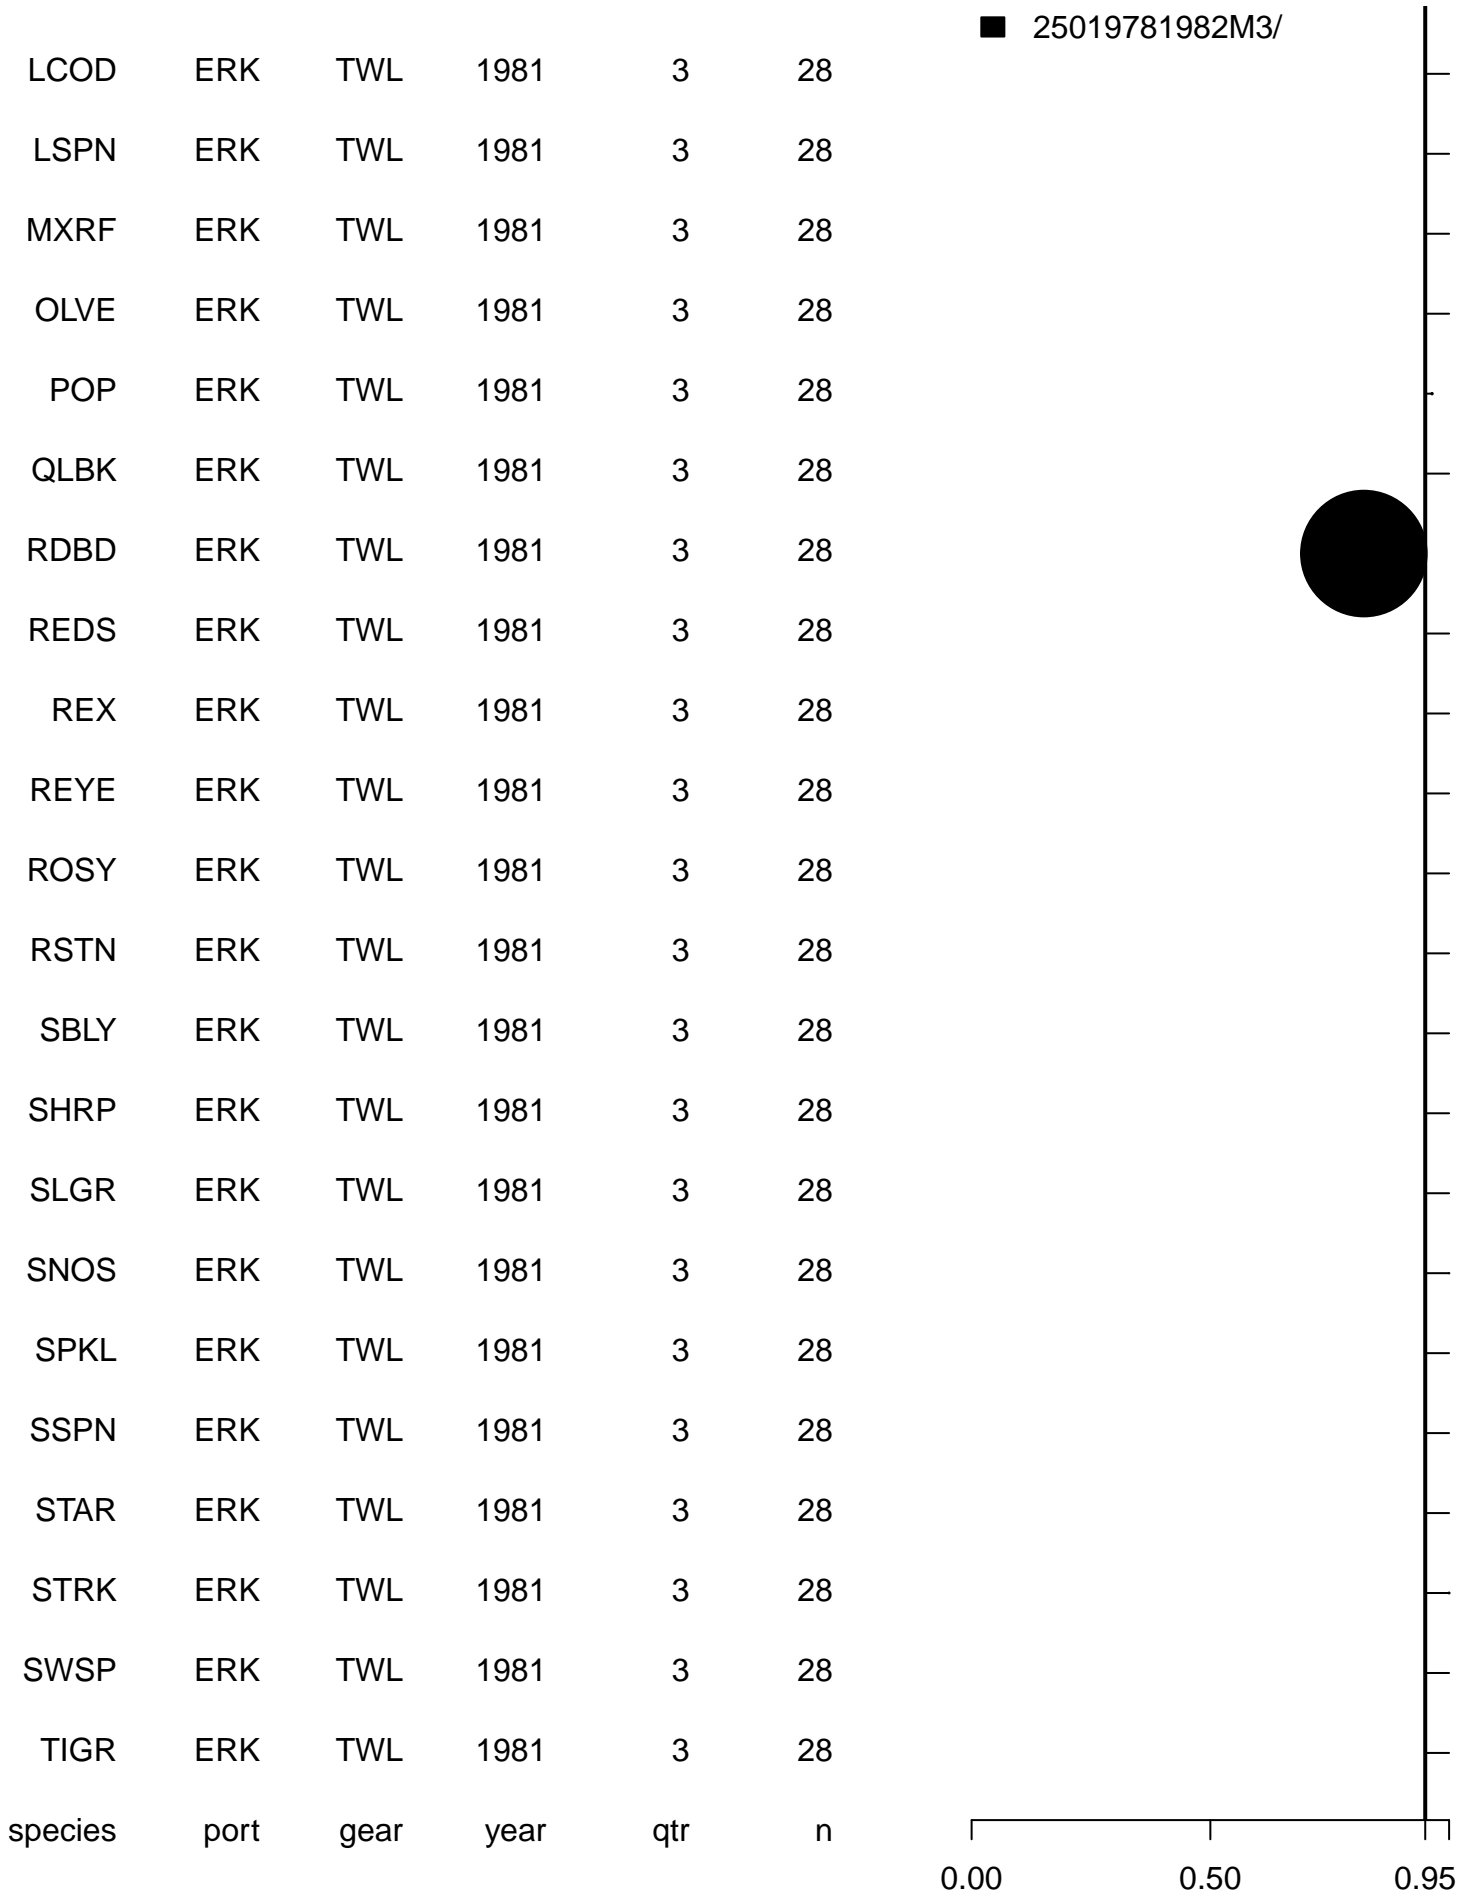 25019781982M3/
LCOD ERK TWL 1981 3 28
LSPN ERK TWL 1981 3 28
MXRF ERK TWL 1981 3 28
OLVE ERK TWL 1981 3 28
POP ERK TWL 1981 3 28
QLBK ERK TWL 1981 3 28
RDBD ERK TWL 1981 3 28
REDS ERK TWL 1981 3 28
REX ERK TWL 1981 3 28
REYE ERK TWL 1981 3 28
ROSY ERK TWL 1981 3 28
RSTN ERK TWL 1981 3 28
SBLY ERK TWL 1981 3 28
SHRP ERK TWL 1981 3 28
SLGR ERK TWL 1981 3 28
SNOS ERK TWL 1981 3 28
SPKL ERK TWL 1981 3 28
SSPN ERK TWL 1981 3 28
STAR ERK TWL 1981 3 28
STRK ERK TWL 1981 3 28
SWSP ERK TWL 1981 3 28
TIGR ERK TWL 1981 3 28
species port gear year qtr n
0.00 0.50 0.95